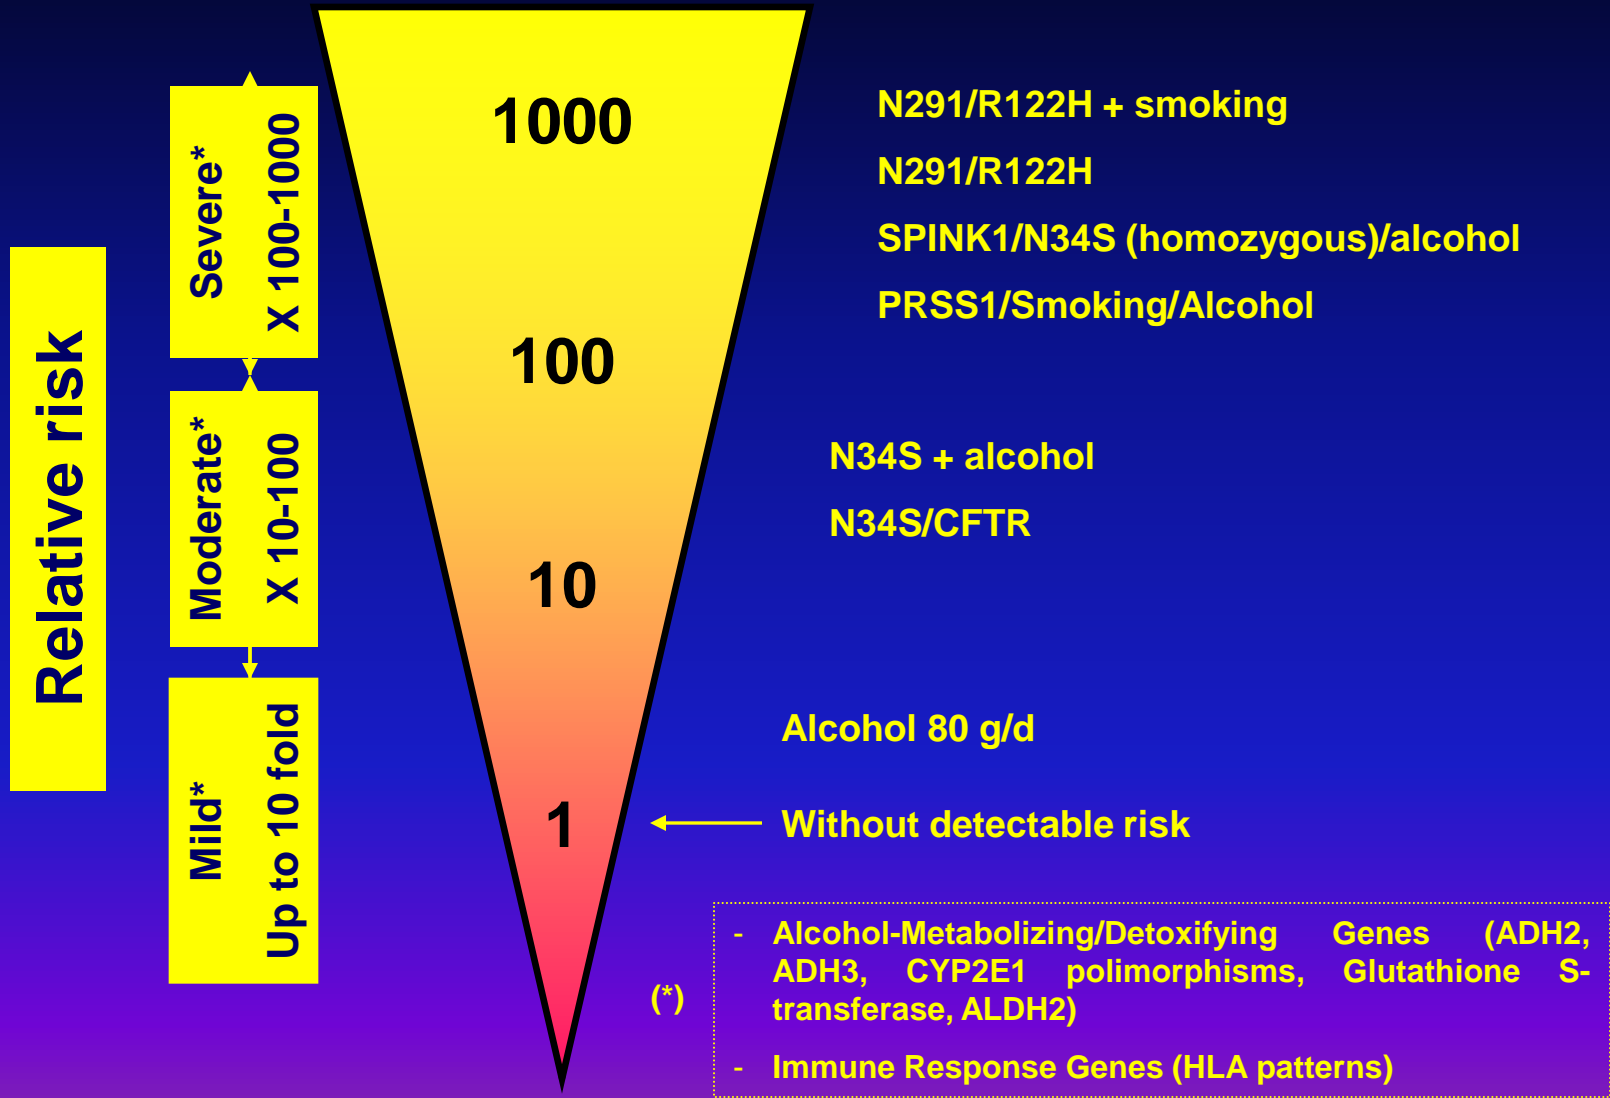 Relative risk
Severe*
X 100-1000
Moderate*
X 10-100
Mild*
Up to 10 fold
1000
100
10
1
N291/R122H + smoking
N291/R122H
SPINK1/N34S (homozygous)/alcohol
PRSS1/Smoking/Alcohol
N34S + alcohol
N34S/CFTR
Alcohol 80 g/d
Without detectable risk
(*)
- Alcohol-Metabolizing/Detoxifying Genes (ADH2,
ADH3, CYP2E1 polimorphisms, Glutathione S-
transferase, ALDH2)
- Immune Response Genes (HLA patterns)